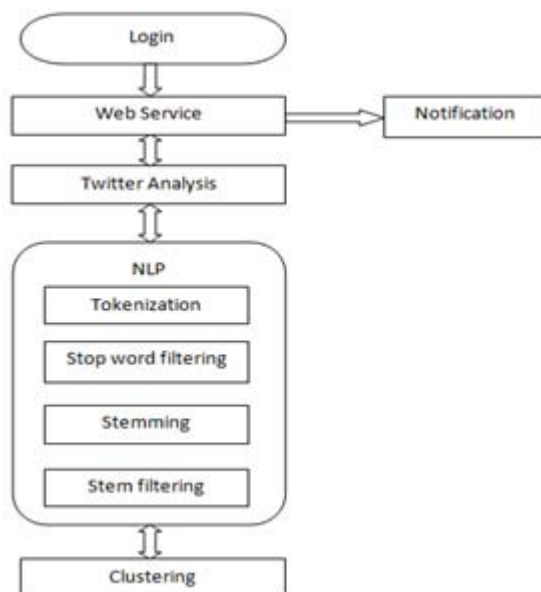 Login
Web Service
Notification
Twitter Analysis
NLP
Tokenization
Stop word filtering
Stemming
Stem filtering
Clustering